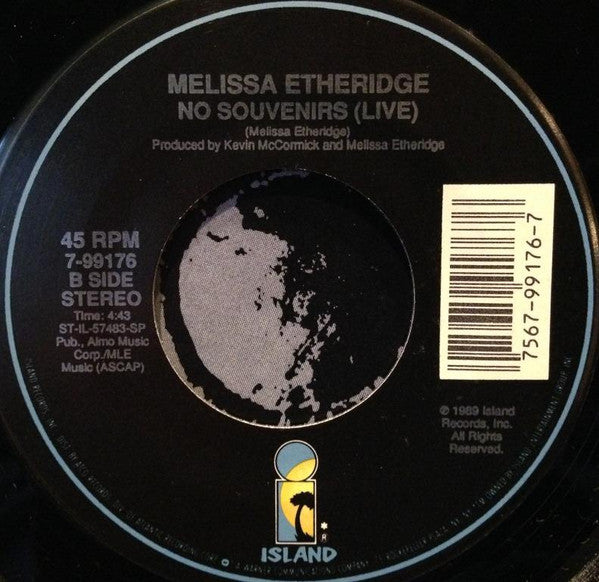 MELISSA ETHERIDGE
NO SOUVENIRS (LIVE)
(Melissa Etheridge)
Produced by Kevin McCormick and Melissa Etheridge
45 RPM
7-99176
B SIDE
STEREO
Time: 4:43
ST-IL-57483-SP
Pub., Almo Music
Corp./MLE
Music (ASCAP)
7567-99176-7
℗ 1989 Island
Records, Inc.
All Rights
Reserved.
ISLAND